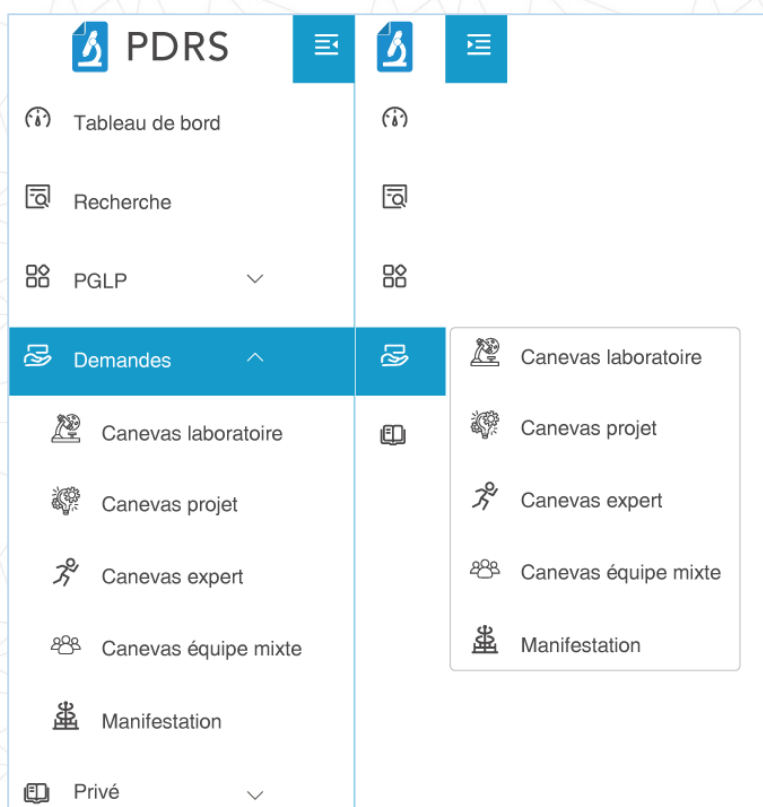 PDRS
Tableau de bord
Recherche
PGLP
Demandes
Canevas laboratoire
Canevas projet
Canevas expert
Canevas équipe mixte
Manifestation
Privé
Canevas laboratoire
Canevas projet
Canevas expert
Canevas équipe mixte
Manifestation